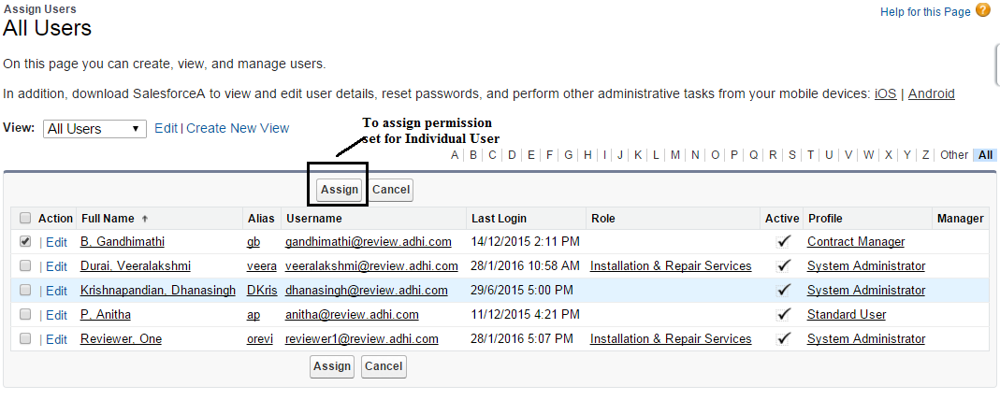 Assign Users
All Users
Help for this Page ?
On this page you can create, view, and manage users.
In addition, download SalesforceA to view and edit user details, reset passwords, and perform other administrative tasks from your mobile devices: iOS | Android
View: All Users Edit | Create New View
To assign permission
set for Individual User
A | B | C | D | E | F | G | H | I | J | K | L | M | N | O | P | Q | R | S | T | U | V | W | X | Y | Z | Other | All
Assign Cancel
Action Full Name Alias Username Last Login Role Active Profile Manager
| Edit B, Gandhimathi gb gandhimathi@review.adhi.com 14/12/2015 2:11 PM Contract Manager
| Edit Durai, Veeralakshmi veera veeralakshmi@review.adhi.com 28/1/2016 10:58 AM Installation & Repair Services System Administrator
| Edit Krishnapandian, Dhanasingh DKris dhanasingh@review.adhi.com 29/6/2015 5:00 PM System Administrator
| Edit P, Anitha ap anitha@review.adhi.com 11/12/2015 4:21 PM Standard User
| Edit Reviewer, One orevi reviewer1@review.adhi.com 28/1/2016 5:07 PM Installation & Repair Services System Administrator
Assign Cancel